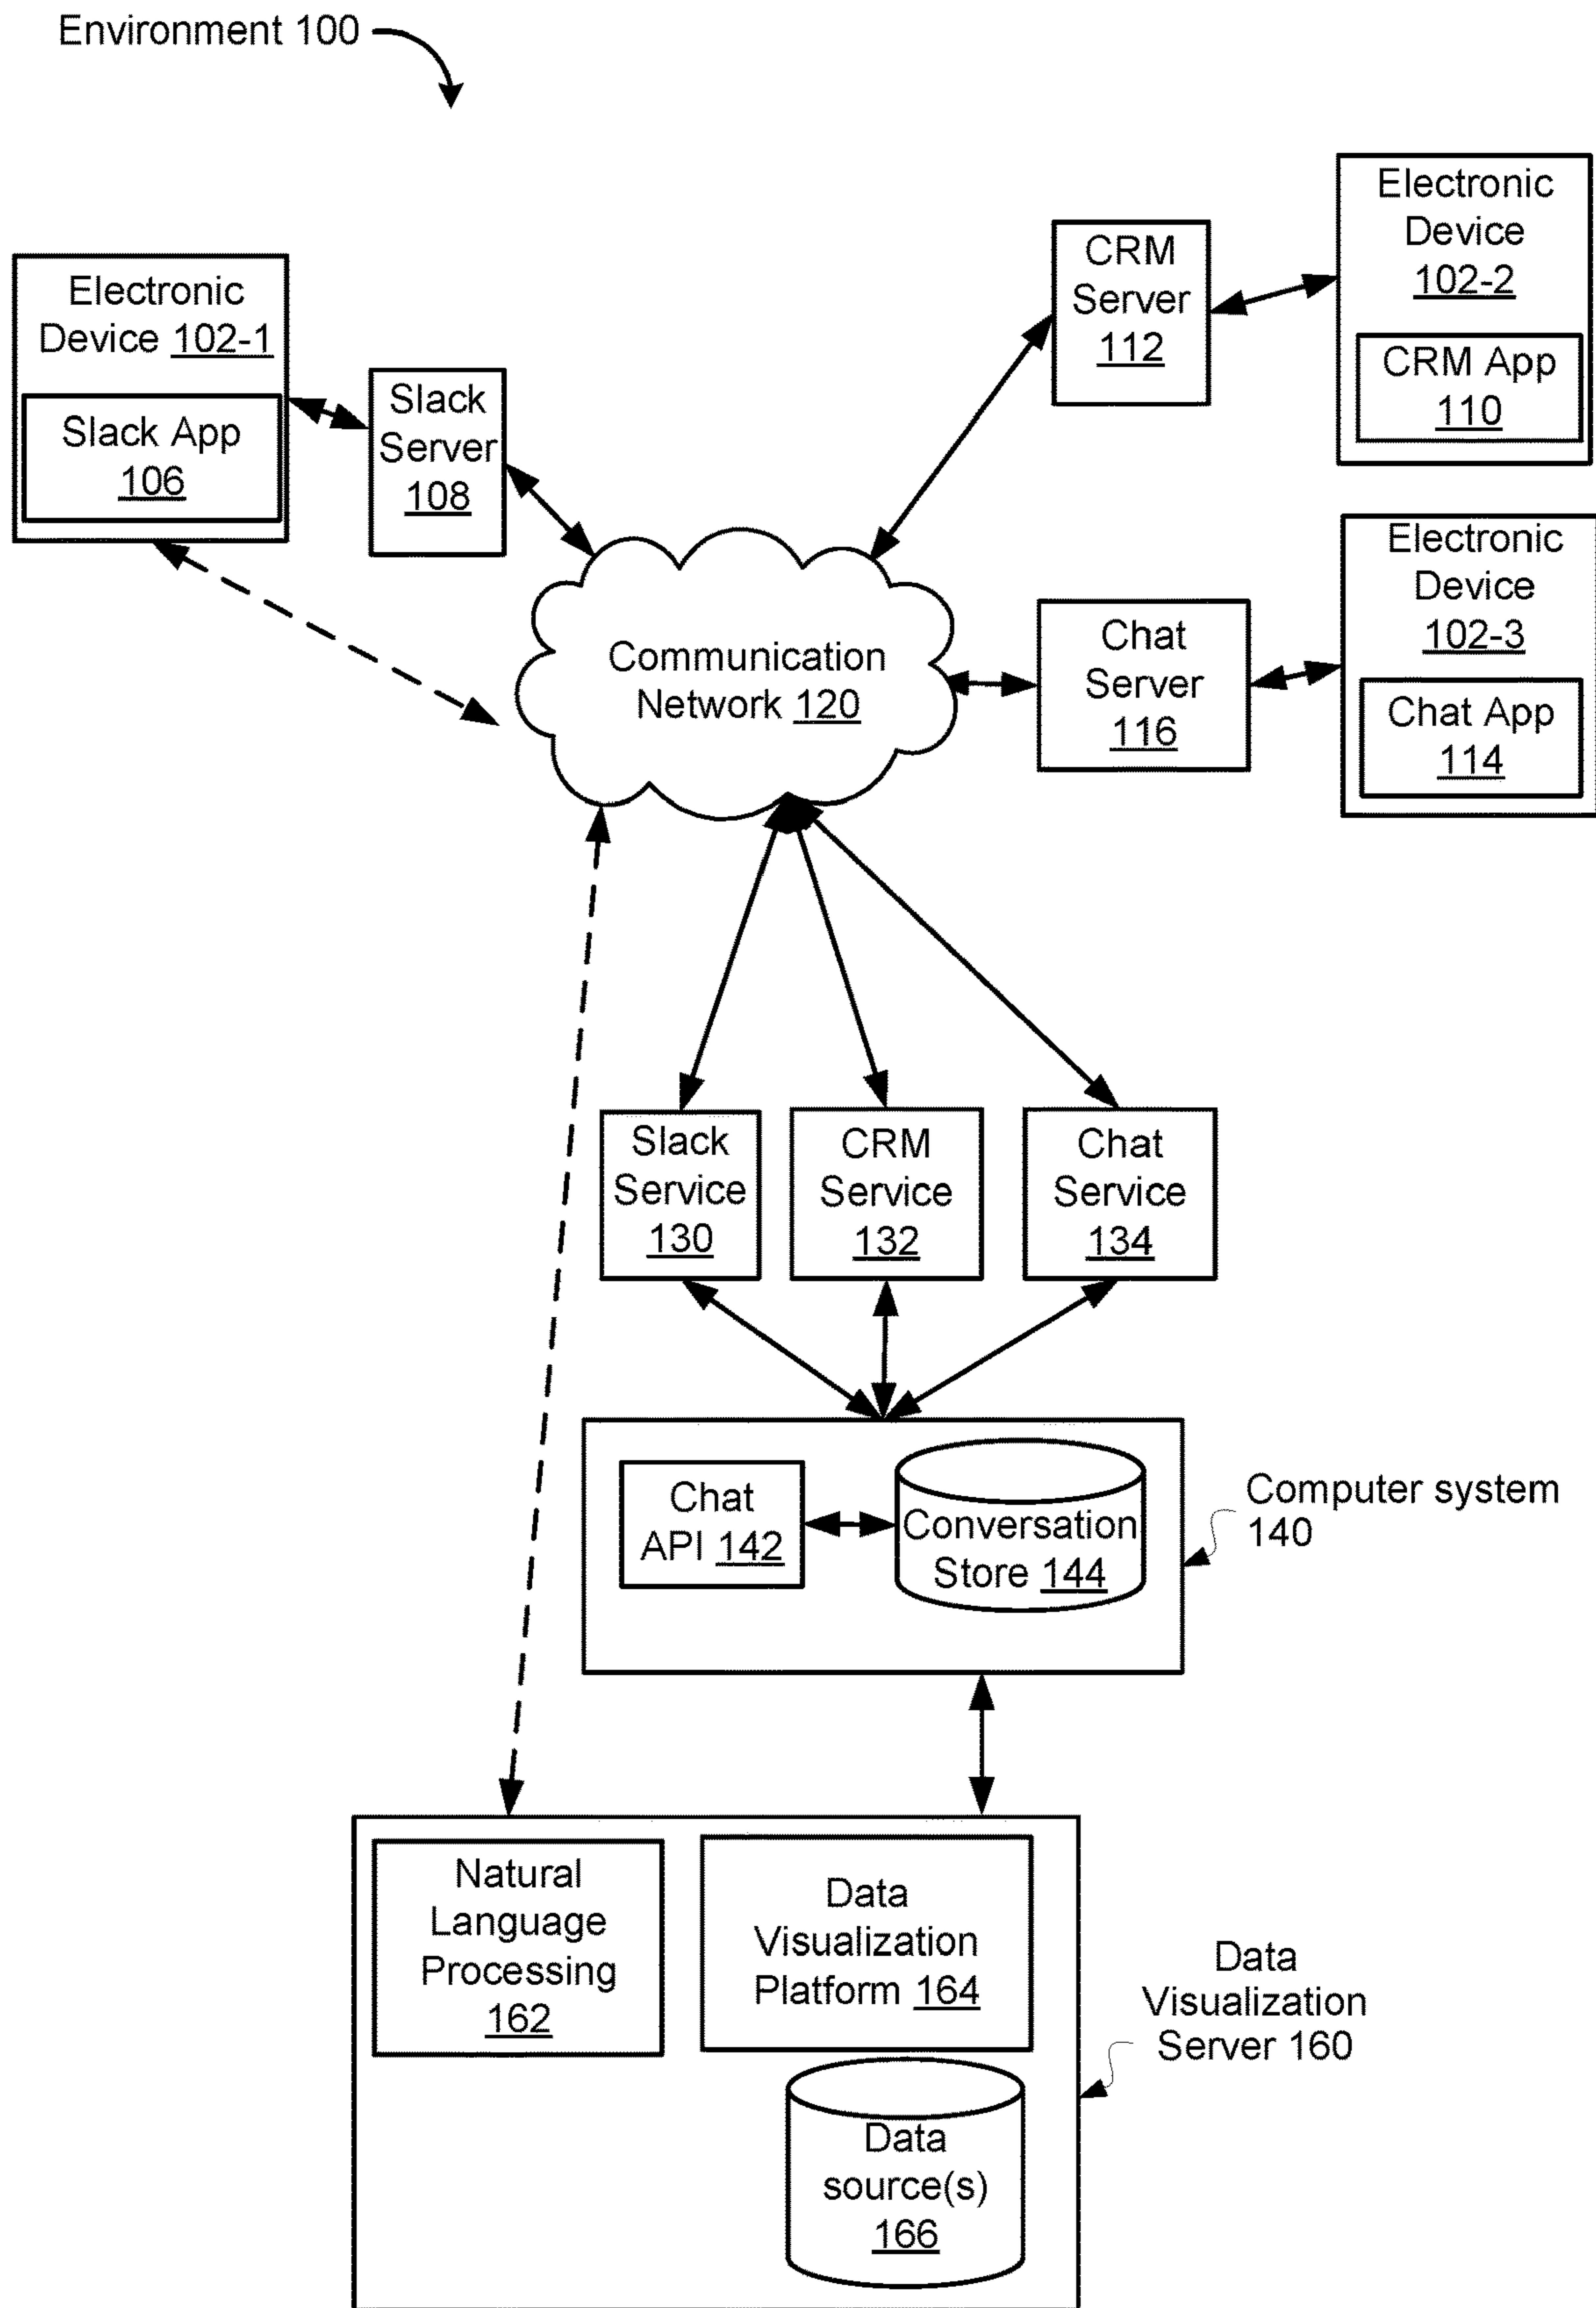 Environment 100
Electronic
Device
102-2
CRM App
110
CRM
Server
112
Electronic
Device 102-1
Slack App
106
Slack
Server
108
Electronic
Device
102-3
Chat App
114
Chat
Server
116
Communication
Network 120
Slack
Service
130
CRM
Service
132
Chat
Service
134
Chat
API 142
Conversation
Store 144
Computer system
140
Natural
Language
Processing
162
Data
Visualization
Platform 164
Data
Visualization
Server 160
Data
source(s)
166